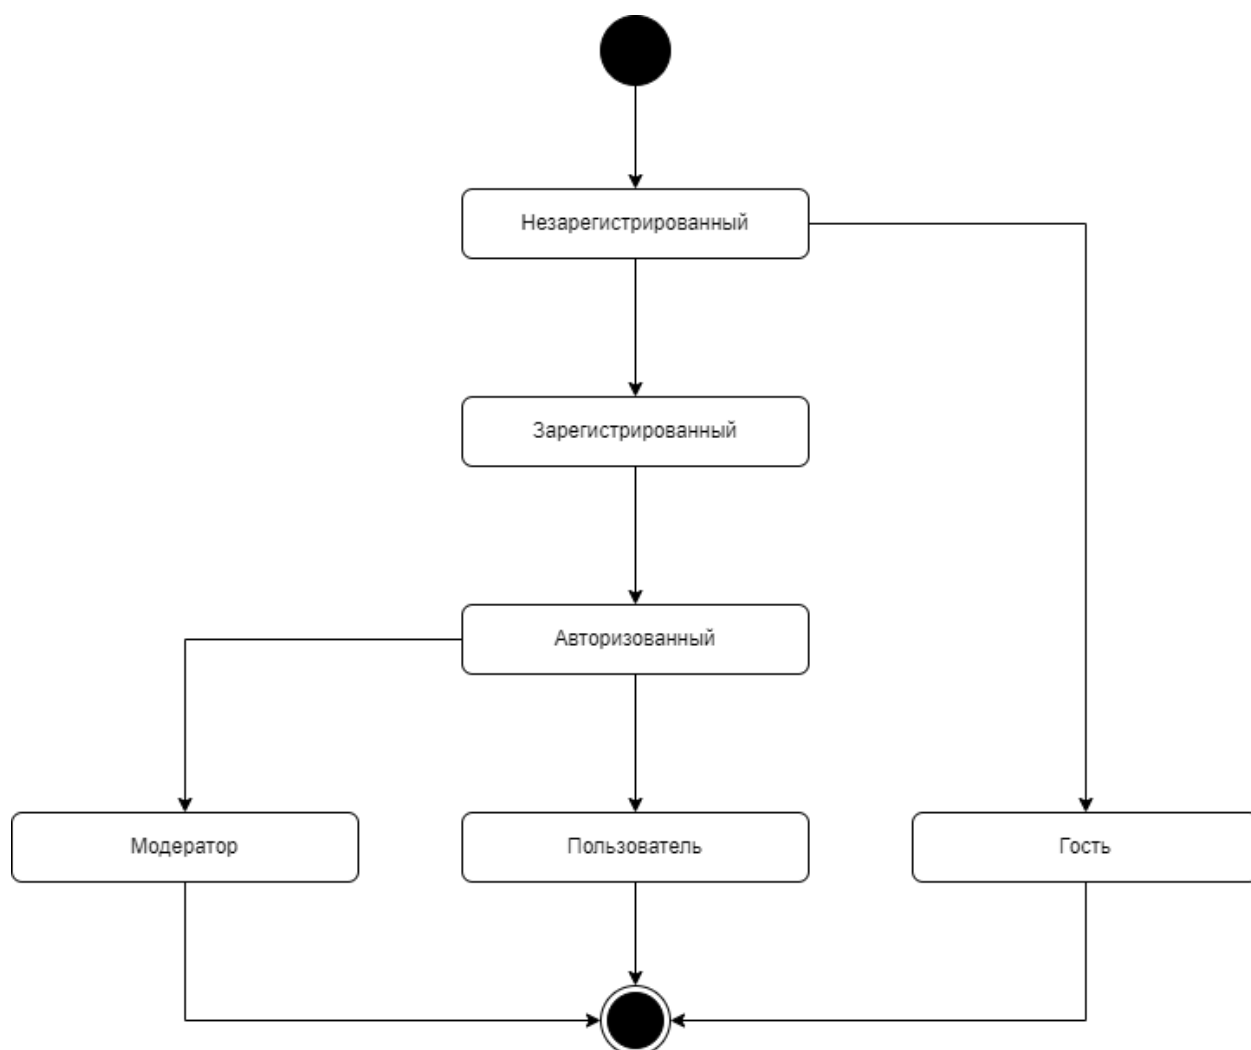 Незарегистрированный
Зарегистрированный
Авторизованный
Модератор
Пользователь
Гость